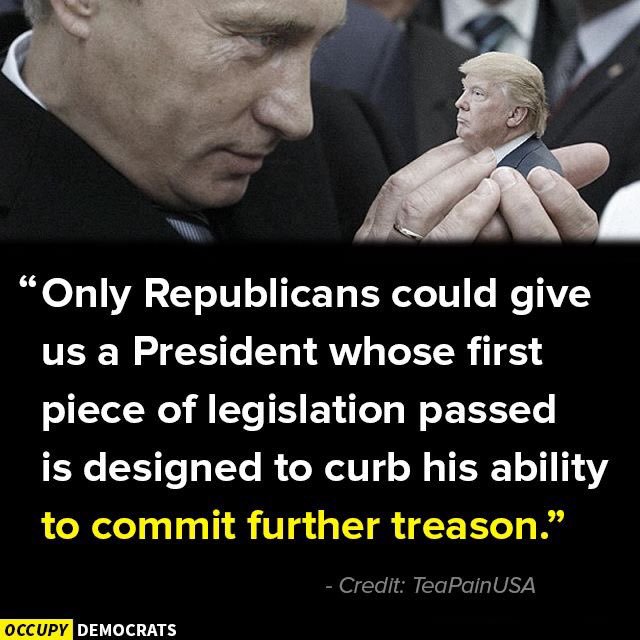 “Only Republicans could give
us a President whose first
piece of legislation passed
is designed to curb his ability
to commit further treason.”
- Credit: TeaPainUSA
OCCUPY DEMOCRATS